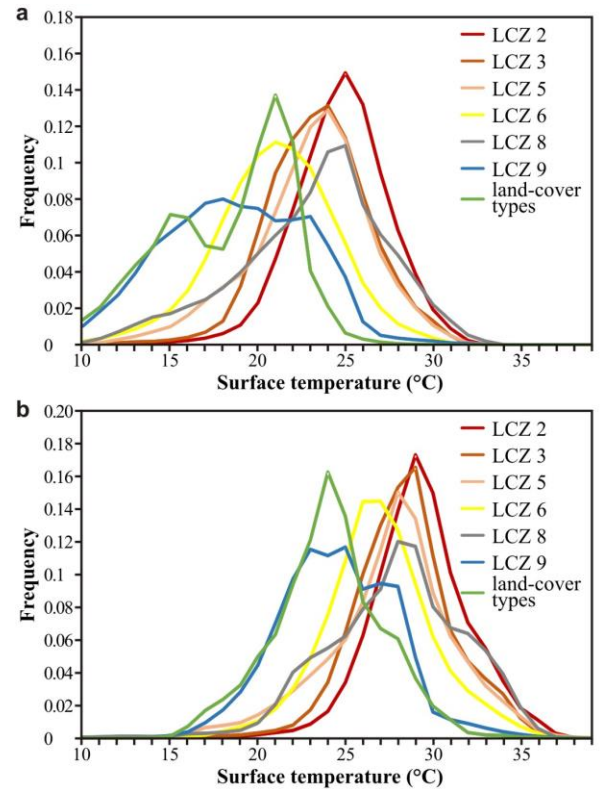 a
0.18
0.16
0.14
0.12
0.1
0.08
0.06
0.04
0.02
0
Frequency
10 15 20 25 30 35
Surface temperature (°C)
LCZ 2
LCZ 3
LCZ 5
LCZ 6
LCZ 8
LCZ 9
land-cover
types
b
0.20
0.18
0.16
0.14
0.12
0.1
0.08
0.06
0.04
0.02
0
Frequency
10 15 20 25 30 35
Surface temperature (°C)
LCZ 2
LCZ 3
LCZ 5
LCZ 6
LCZ 8
LCZ 9
land-cover
types